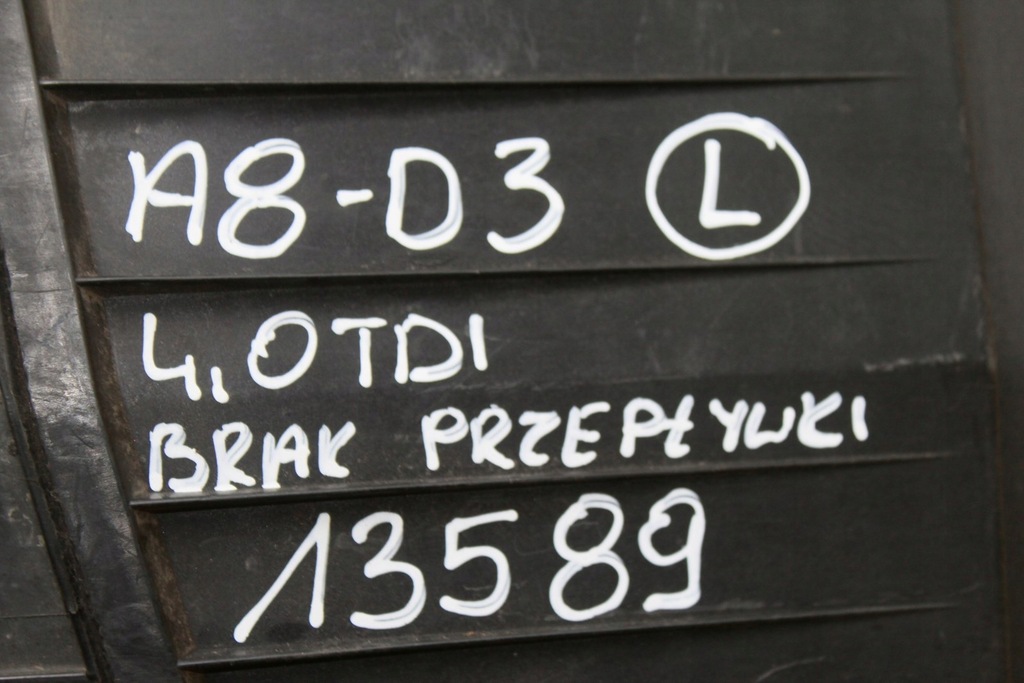 A8-D3 L
4,0TDI
BRAK PRZEPŁYWKI
13589